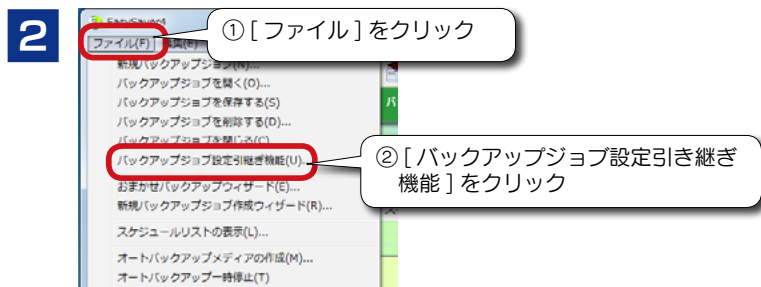 2
EasySaver4
ファイル(F)
編集(E)
① [ ファイル ] をクリック
新規バックアップジョブ(N)...
バックアップジョブを開く(O)...
バックアップジョブを保存する(S)
バックアップジョブを削除する(D)...
バックアップジョブを閉じる(C)
バックアップジョブ設定引継ぎ機能(U)...
② [ バックアップジョブ設定引き継ぎ
機能 ] をクリック
おまかせバックアップウィザード(E)...
新規バックアップジョブ作成ウィザード(R)...
スケジュールリストの表示(L)...
オートバックアップメディアの作成(M)...
オートバックアップ一時停止(T)